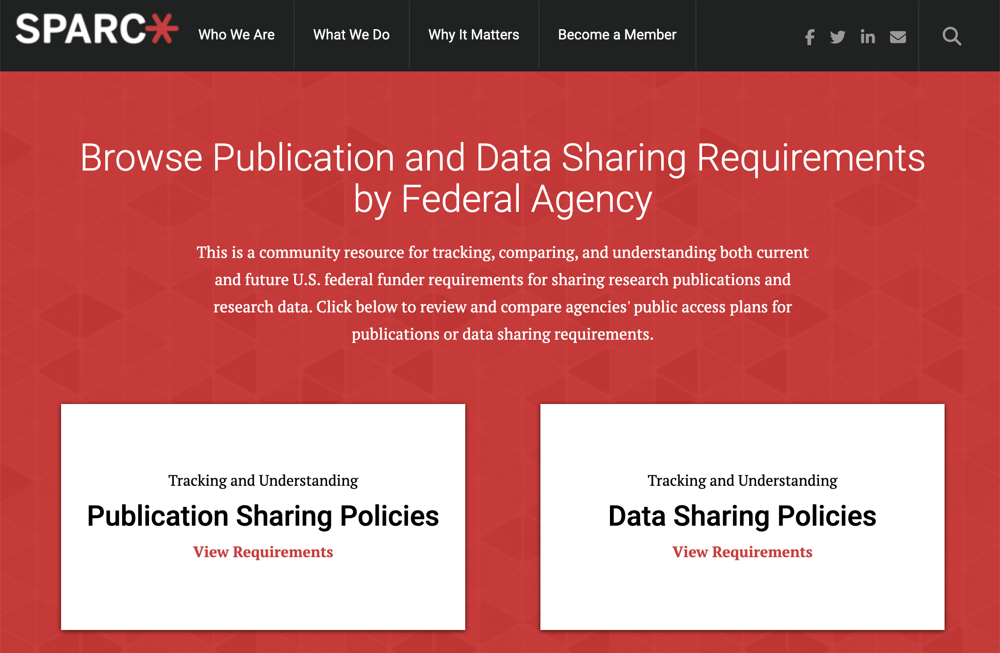 SPARC
Who We Are
What We Do
Why It Matters
Become a Member
Browse Publication and Data Sharing Requirements
by Federal Agency
This is a community resource for tracking, comparing, and understanding both current
and future U.S. federal funder requirements for sharing research publications and
research data. Click below to review and compare agencies' public access plans for
publications or data sharing requirements.
Tracking and Understanding
Publication Sharing Policies
View Requirements
Tracking and Understanding
Data Sharing Policies
View Requirements